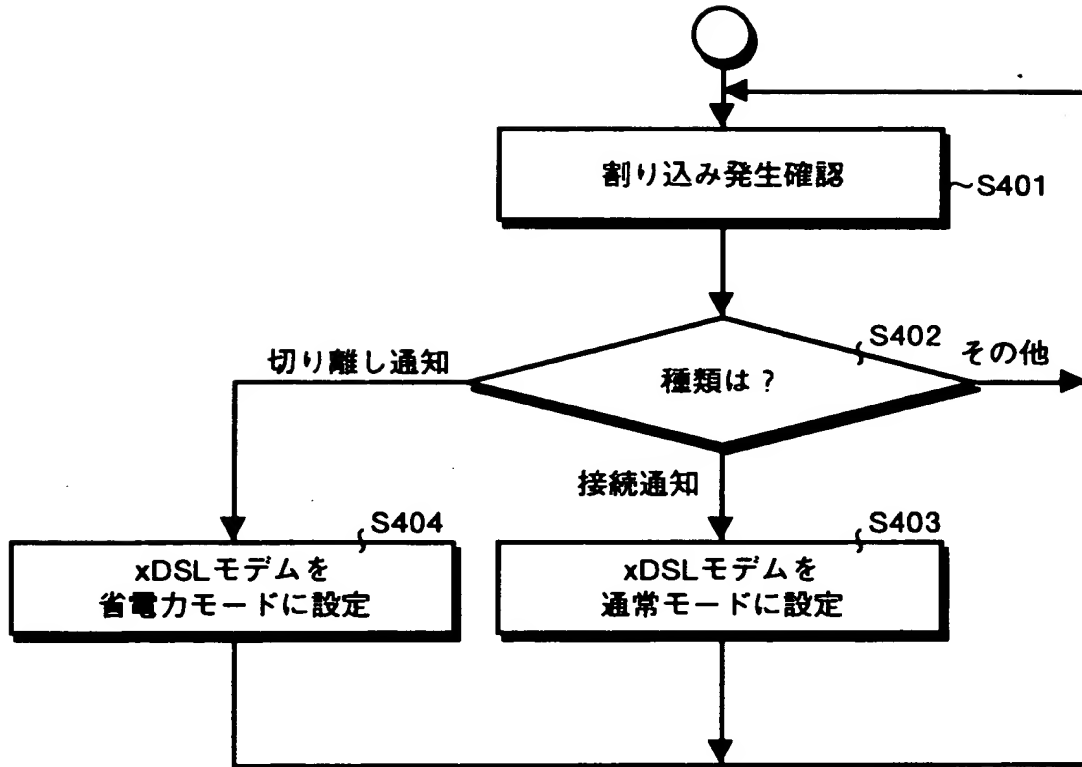 割り込み発生確認
~S401
S402
切り離し通知
その他
種類は？
接続通知
S404
S403
xDSLモデムを
省電力モードに設定
xDSLモデムを
通常モードに設定